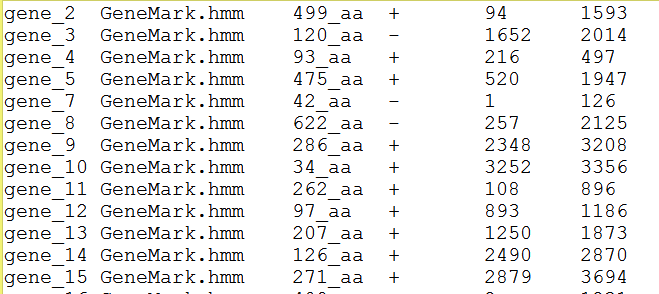 gene_2 GeneMark.hmm 499_aa + 94 1593
gene_3 GeneMark.hmm 120_aa - 1652 2014
gene_4 GeneMark.hmm 93_aa + 216 497
gene_5 GeneMark.hmm 475_aa + 520 1947
gene_7 GeneMark.hmm 42_aa - 1 126
gene_8 GeneMark.hmm 622_aa - 257 2125
gene_9 GeneMark.hmm 286_aa + 2348 3208
gene_10 GeneMark.hmm 34_aa + 3252 3356
gene_11 GeneMark.hmm 262_aa + 108 896
gene_12 GeneMark.hmm 97_aa + 893 1186
gene_13 GeneMark.hmm 207_aa + 1250 1873
gene_14 GeneMark.hmm 126_aa + 2490 2870
gene_15 GeneMark.hmm 271_aa + 2879 3694